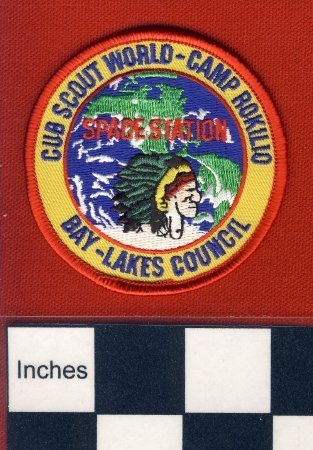 CUB SCOUT WORLD - CAMP ROKILIO
SPACE STATION
BAY - LAKES COUNCIL
Inches